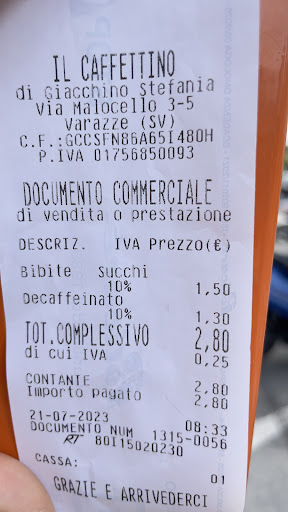 IL CAFFETTINO
di Giacchino Stefania
Via Malocello 3-5
Varazze (SV)
C.F.:GCCSFN86A65I480H
P.IVA 01756850093
DOCUMENTO COMMERCIALE
di vendita o prestazione
DESCRIZ. IVA Prezzo(€)
Bibite Succhi
10% 1,50
Decaffeinato
10% 1,30
TOT.COMPLESSIVO 2,80
di cui IVA 0,25
CONTANTE 2,80
Importo pagato 2,80
21-07-2023 08:33
DOCUMENTO NUM 1315-0056
RT 80I15020230
CASSA: 01
GRAZIE E ARRIVEDERCI